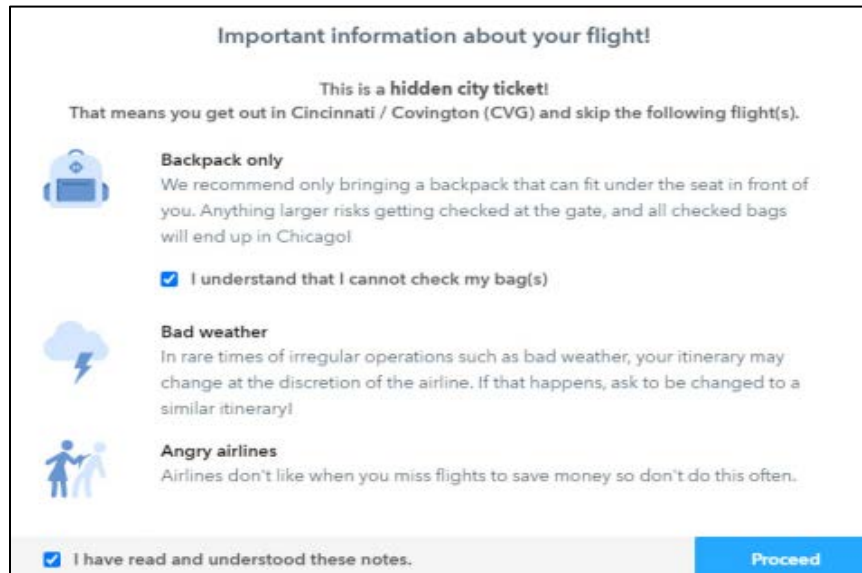 Important information about your flight!
This is a hidden city ticket!
That means you get out in Cincinnati / Covington (CVG) and skip the following flight(s).
Backpack only
We recommend only bringing a backpack that can fit under the seat in front of
you. Anything larger risks getting checked at the gate, and all checked bags
will end up in Chicago!
I understand that I cannot check my bag(s)
Bad weather
In rare times of irregular operations such as bad weather, your itinerary may
change at the discretion of the airline. If that happens, ask to be changed to a
similar itinerary!
Angry airlines
Airlines don't like when you miss flights to save money so don't do this often.
I have read and understood these notes.
Proceed